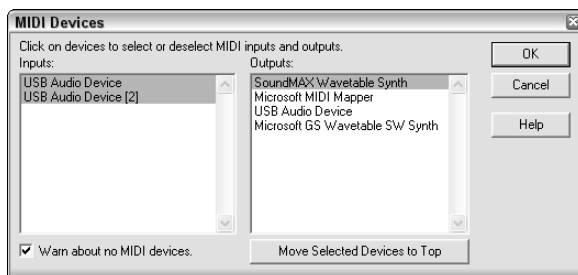 MIDI Devices
Click on devices to select or deselect MIDI inputs and outputs.
Inputs:
Outputs:
USB Audio Device
USB Audio Device [2]
SoundMAX Wavetable Synth
Microsoft MIDI Mapper
USB Audio Device
Microsoft GS Wavetable SW Synth
OK
Cancel
Help
Warn about no MIDI devices.
Move Selected Devices to Top